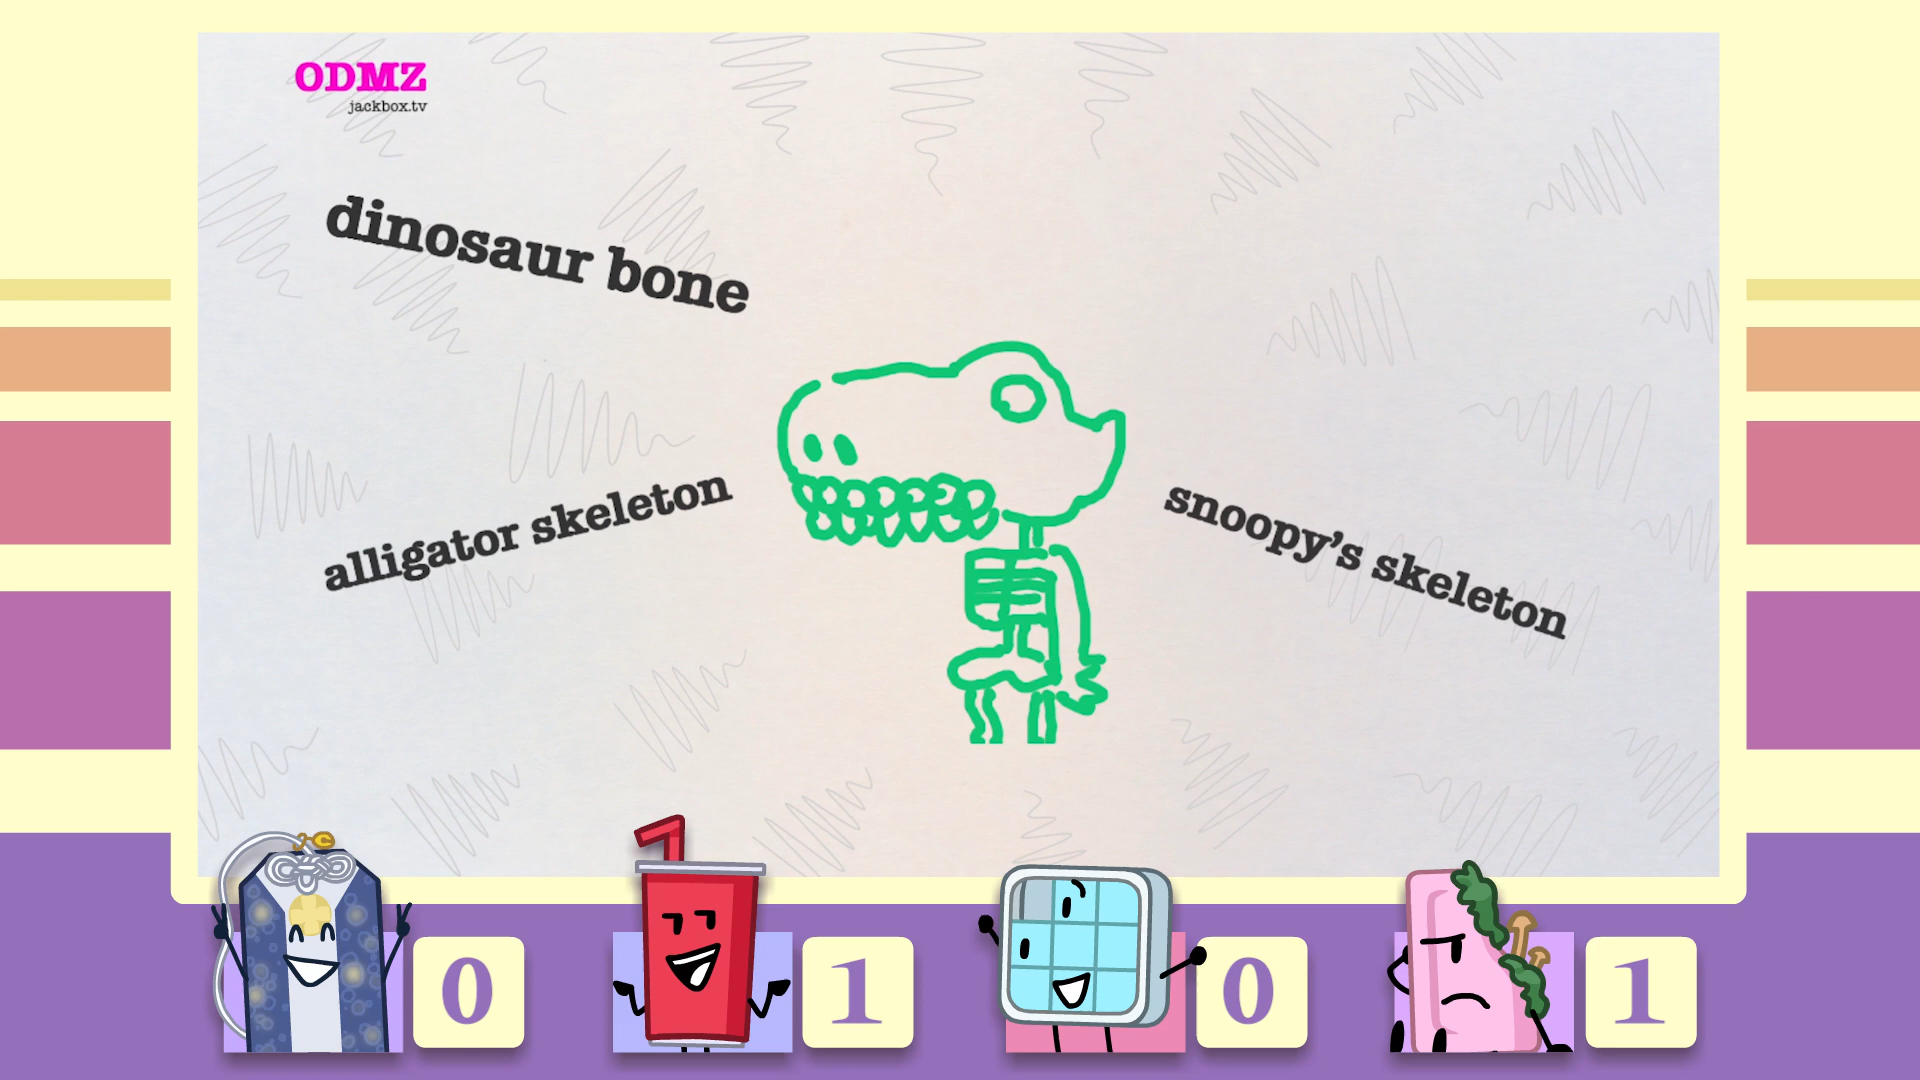 ODMZ
jackbox.tv
dinosaur bone
alligator skeleton
snoopy's skeleton
0
1
0
1